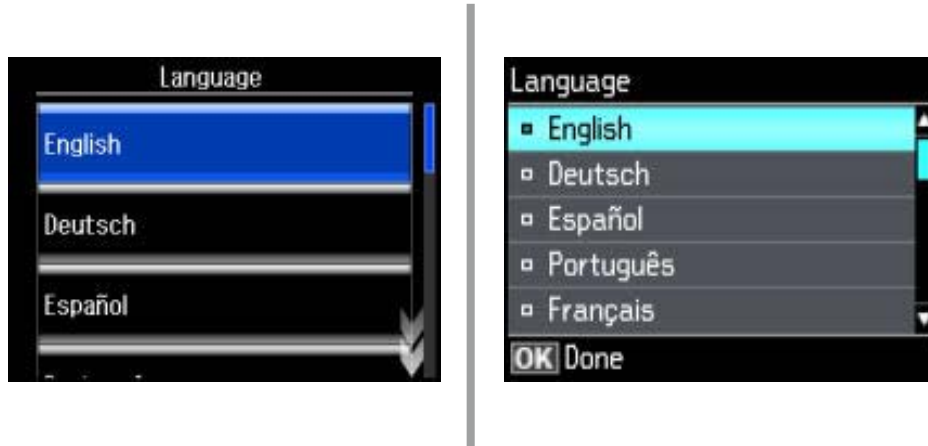 Language
English
Deutsch
Español
Language
English
Deutsch
Español
Português
Français
OK Done